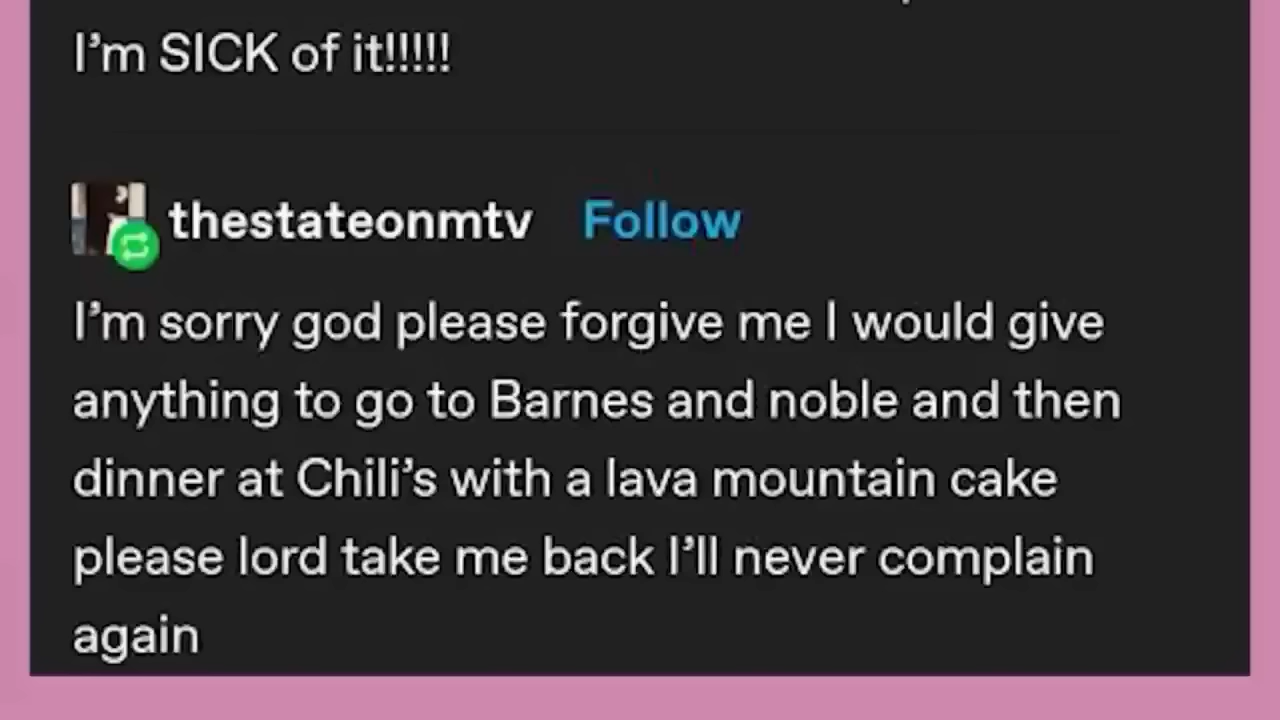 I'm SICK of it!!!!!
thestateonmtv Follow
I'm sorry god please forgive me I would give
anything to go to Barnes and noble and then
dinner at Chili's with a lava mountain cake
please lord take me back I'll never complain
again